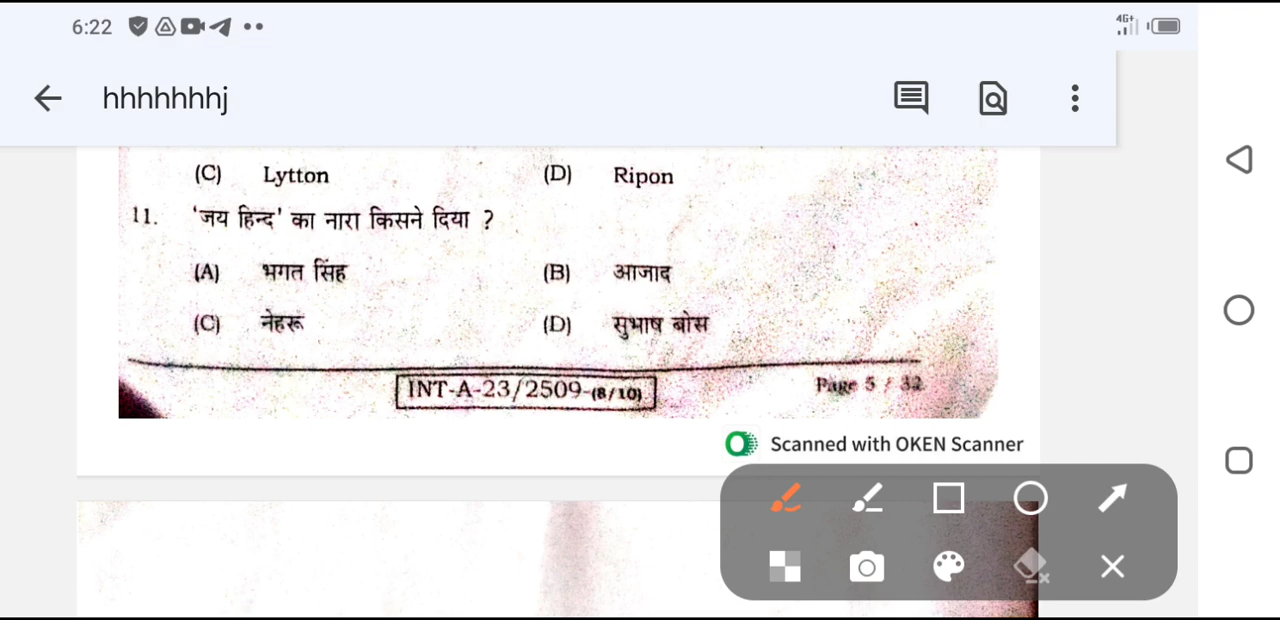 6:22
4G+
hhhhhhhj
(C) Lytton (D) Ripon
11. 'जय हिन्द' का नारा किसने दिया ?
(A) भगत सिंह (B) आजाद
(C) नेहरू (D) सुभाष बोस
INT-A-23/2509-(8/10) Page 5 / 32
Scanned with OKEN Scanner